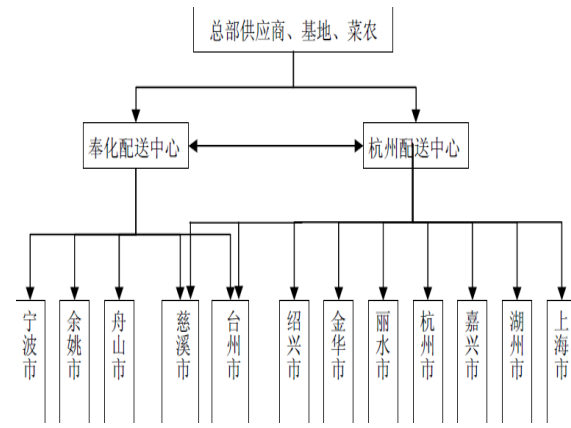 总部供应商、基地、菜农
奉化配送中心
杭州配送中心
宁波市
余姚市
舟山市
慈溪市
台州市
绍兴市
金华市
丽水市
杭州市
嘉兴市
湖州市
上海市